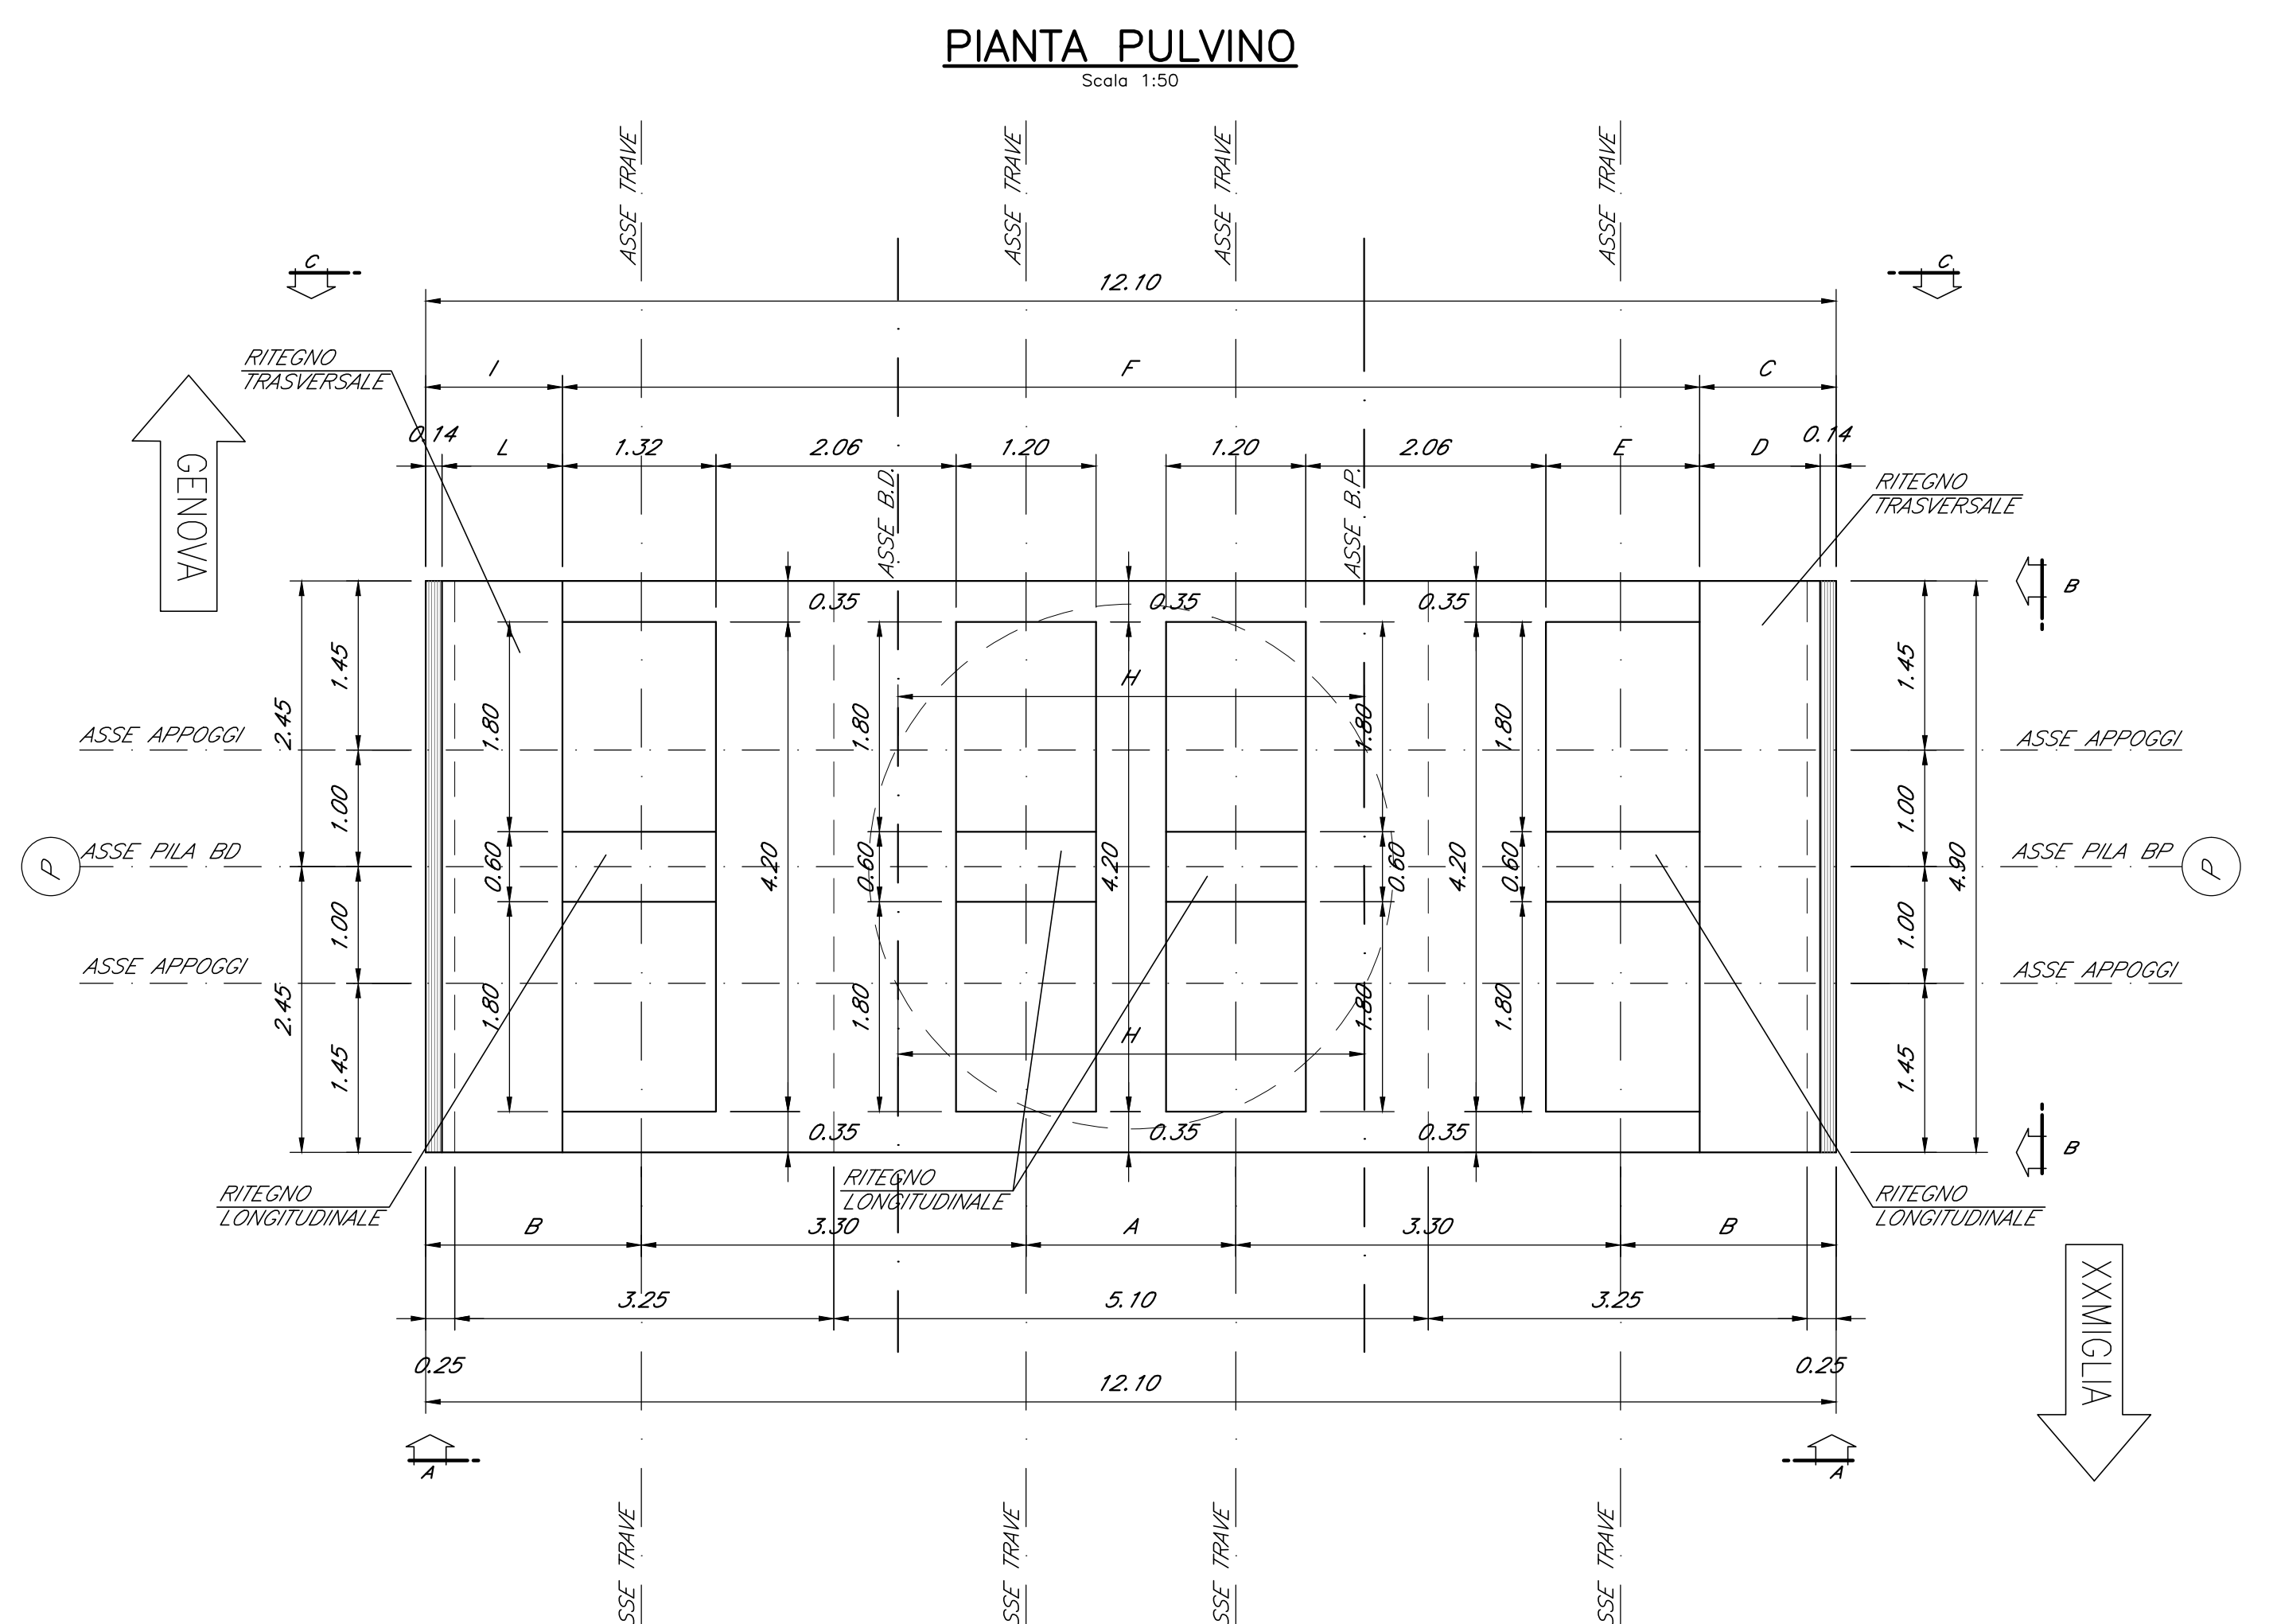 PIANTA PULVINO
Scala 1:50
ASSE TRAVE
ASSE TRAVE
ASSE TRAVE
ASSE TRAVE
C
C
12.10
RITEGNO
TRASVERSALE
I
F
C
0.14
L
1.32
2.06
1.20
1.20
2.06
E
D
0.14
GENOVA
ASSE B.D.
ASSE B.P.
RITEGNO
TRASVERSALE
0.35
0.35
0.35
B
2.45
1.45
1.80
1.80
H
1.80
1.80
1.45
ASSE APPOGGI
ASSE APPOGGI
1.00
1.00
P
ASSE PILA BD
0.60
4.20
0.60
4.20
0.60
4.20
0.60
4.90
ASSE PILA BP
P
1.00
1.00
ASSE APPOGGI
ASSE APPOGGI
2.45
1.45
1.80
1.80
H
1.80
1.80
1.45
0.35
0.35
0.35
B
RITEGNO
LONGITUDINALE
RITEGNO
LONGITUDINALE
RITEGNO
LONGITUDINALE
B
3.30
A
3.30
B
3.25
5.10
3.25
0.25
0.25
12.10
XXMIGLIA
A
A
ASSE TRAVE
ASSE TRAVE
ASSE TRAVE
ASSE TRAVE